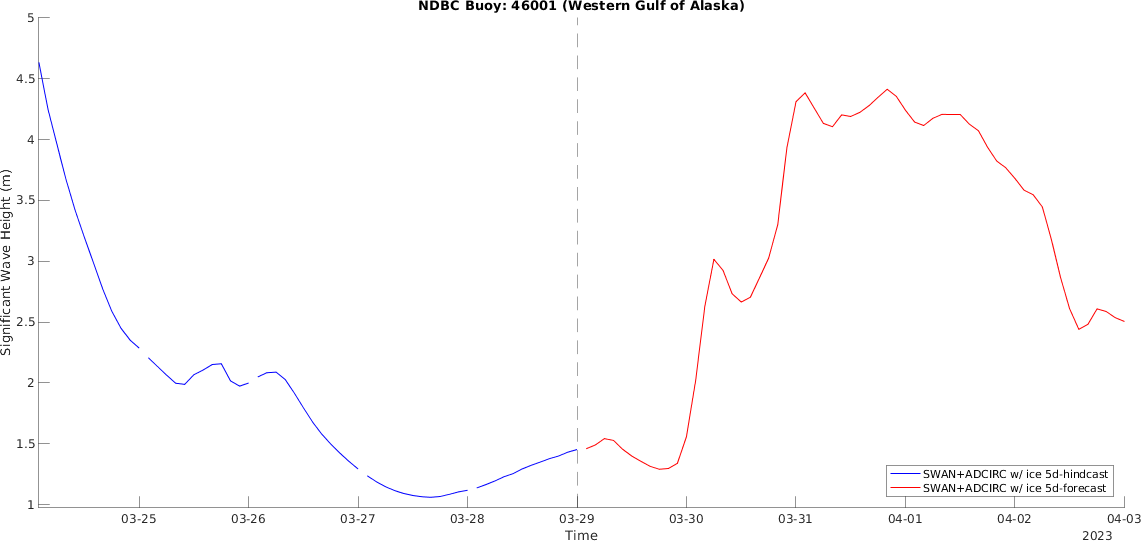 NDBC Buoy: 46001 (Western Gulf of Alaska)
Significant Wave Height (m)
5
4.5
4
3.5
3
2.5
2
1.5
1
SWAN+ADCIRC w/ ice 5d-hindcast
SWAN+ADCIRC w/ ice 5d-forecast
03-25 03-26 03-27 03-28 03-29 03-30 03-31 04-01 04-02 04-03
Time
2023